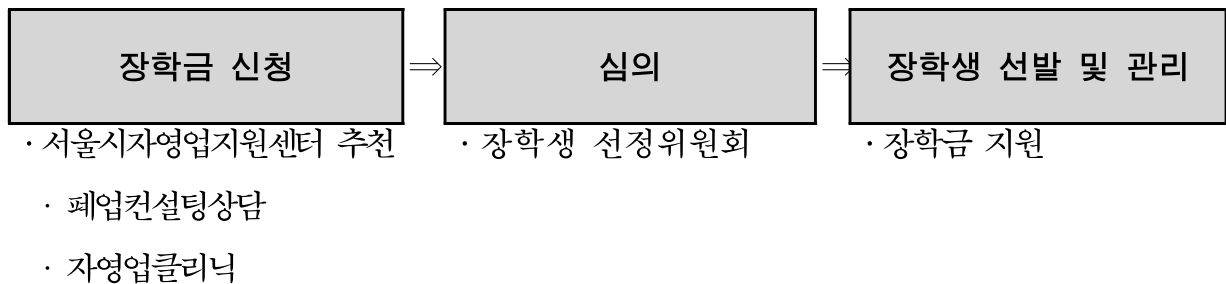 장학금 신청 ⇒ 심의 ⇒ 장학생 선발 및 관리
· 서울시자영업지원센터 추천 · 장학생 선정위원회 · 장학금 지원
· 폐업컨설팅상담
· 자영업클리닉